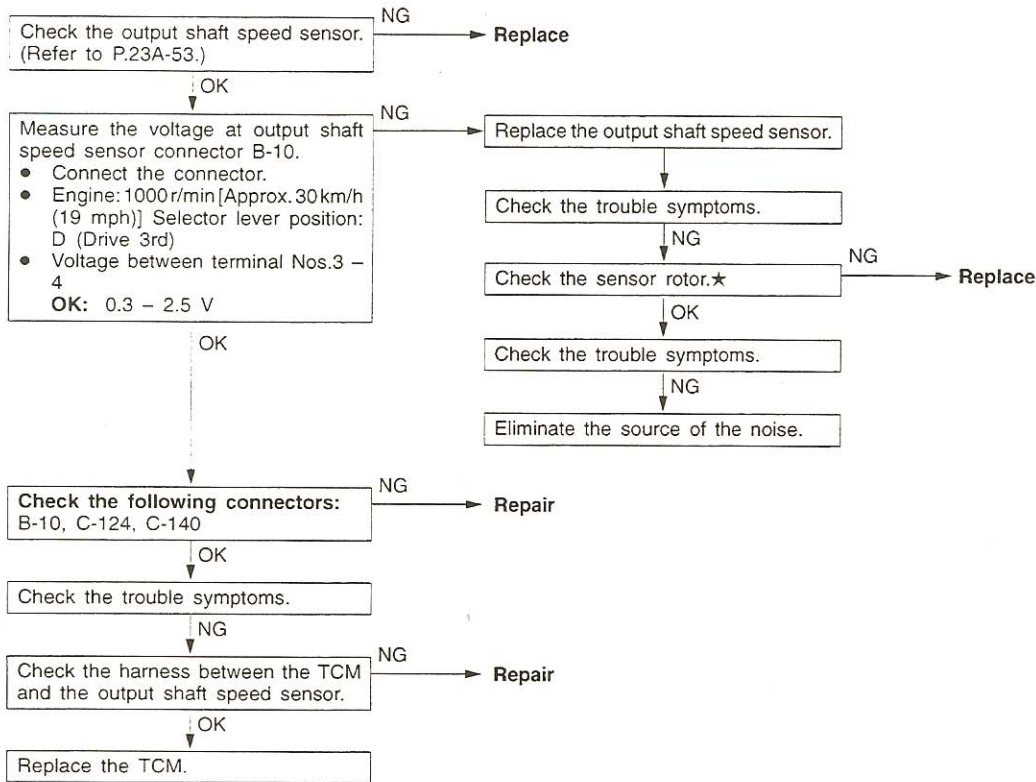 Check the output shaft speed sensor.
(Refer to P.23A-53.)
NG
Replace
OK
Measure the voltage at output shaft
speed sensor connector B-10.
● Connect the connector.
● Engine: 1000 r/min [Approx. 30 km/h
(19 mph)] Selector lever position:
D (Drive 3rd)
● Voltage between terminal Nos.3 –
4
OK: 0.3 – 2.5 V
NG
Replace the output shaft speed sensor.
Check the trouble symptoms.
NG
Check the sensor rotor.★
NG
Replace
OK
Check the trouble symptoms.
NG
Eliminate the source of the noise.
OK
Check the following connectors:
B-10, C-124, C-140
NG
Repair
OK
Check the trouble symptoms.
NG
Check the harness between the TCM
and the output shaft speed sensor.
NG
Repair
OK
Replace the TCM.